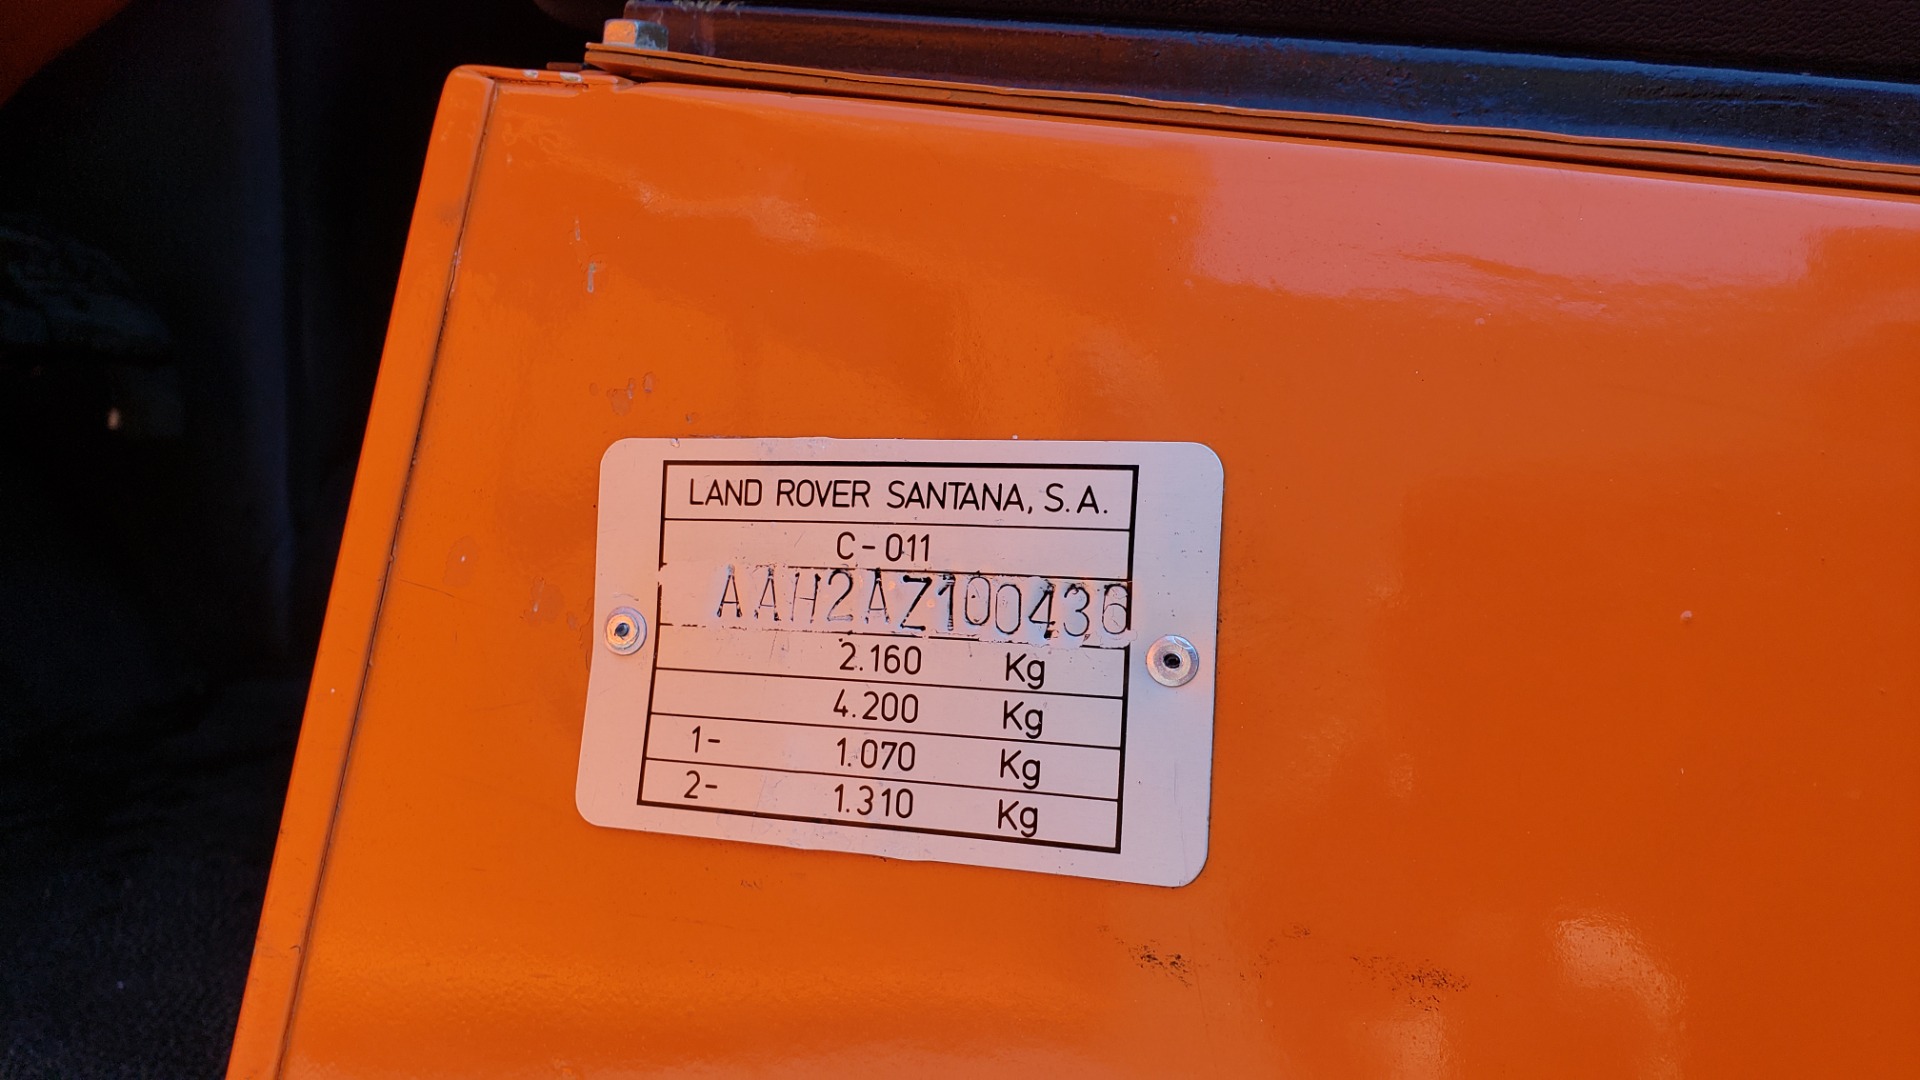 LAND ROVER SANTANA, S.A.
C-011
AAH2AZ100436
2.160 Kg
4.200 Kg
1- 1.070 Kg
2- 1.310 Kg